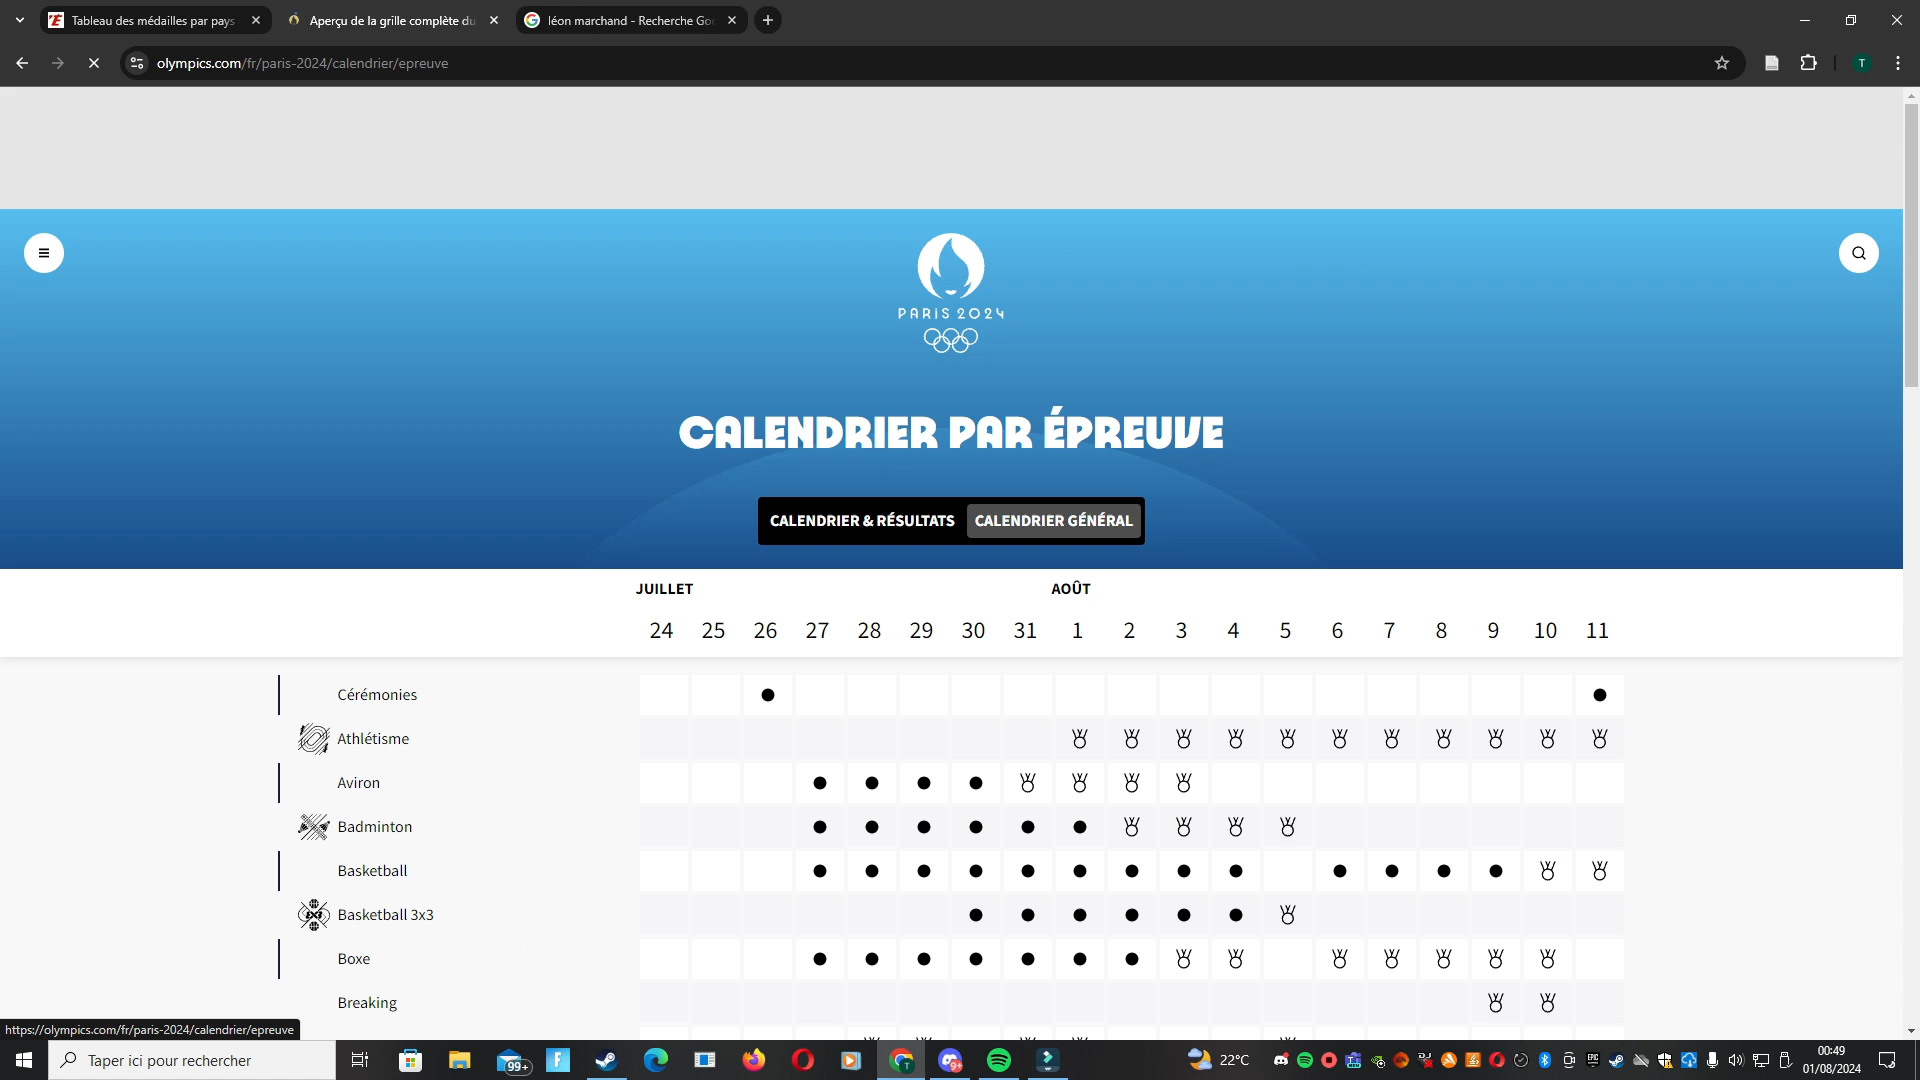 Tableau des médailles par pays
Aperçu de la grille complète du
léon marchand - Recherche Goo
olympics.com/fr/paris-2024/calendrier/epreuve
T
PARIS 2024
CALENDRIER PAR ÉPREUVE
CALENDRIER & RÉSULTATS
CALENDRIER GÉNÉRAL
JUILLET AOÛT
24 25 26 27 28 29 30 31 1 2 3 4 5 6 7 8 9 10 11
Cérémonies
Athlétisme
Aviron
Badminton
Basketball
Basketball 3x3
Boxe
Breaking
https://olympics.com/fr/paris-2024/calendrier/epreuve
Taper ici pour rechercher
99+
9+
22°C
00:49
01/08/2024